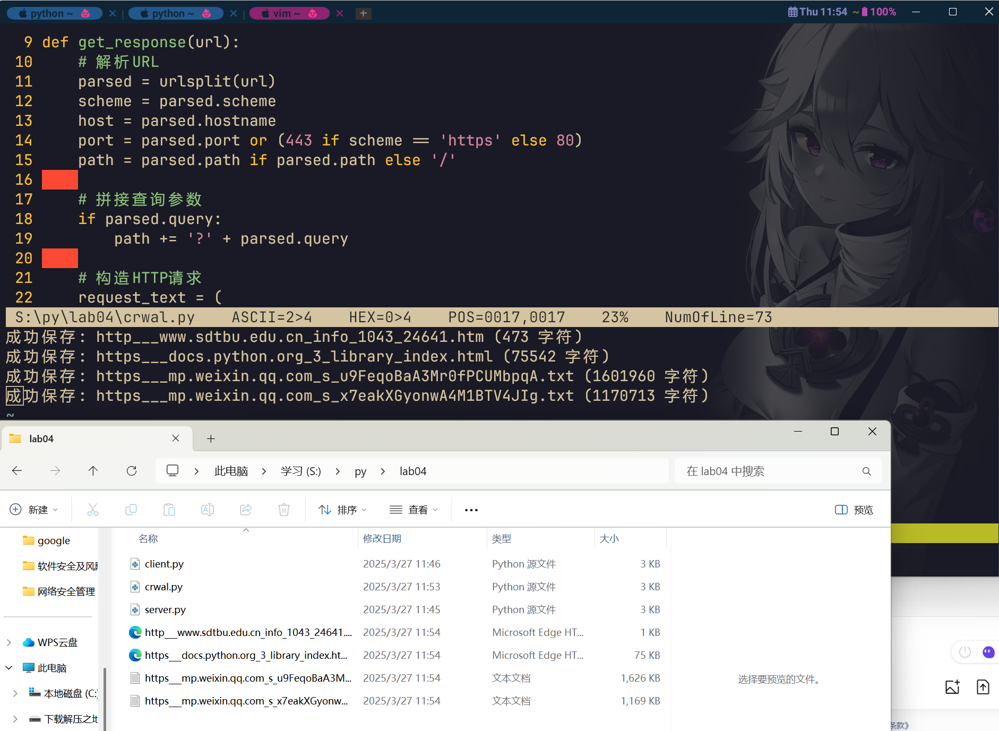 python ~
python ~
vim ~
Thu 11:54 ~ 100%
9 def get_response(url):
10 # 解析URL
11 parsed = urlsplit(url)
12 scheme = parsed.scheme
13 host = parsed.hostname
14 port = parsed.port or (443 if scheme == 'https' else 80)
15 path = parsed.path if parsed.path else '/'
16
17 # 拼接查询参数
18 if parsed.query:
19 path += '?' + parsed.query
20
21 # 构造HTTP请求
22 request_text = (
S:\py\lab04\crwal.py ASCII=2>4 HEX=0>4 POS=0017,0017 23% NumOfLine=73
成功保存: http___www.sdtbu.edu.cn_info_1043_24641.htm (473 字符)
成功保存: https___docs.python.org_3_library_index.html (75542 字符)
成功保存: https___mp.weixin.qq.com_s_u9FeqoBaA3Mr0fPCUMbpqA.txt (1601960 字符)
成功保存: https___mp.weixin.qq.com_s_x7eakXGyonwA4M1BTV4JIg.txt (1170713 字符)
~
lab04
此电脑 > 学习 (S:) > py > lab04
在 lab04 中搜索
新建
排序
查看
预览
google
软件安全及风
网络安全管理
WPS云盘
此电脑
本地磁盘 (C:)
下载解压之地
名称 修改日期 类型 大小
client.py 2025/3/27 11:46 Python 源文件 3 KB
crwal.py 2025/3/27 11:53 Python 源文件 3 KB
server.py 2025/3/27 11:45 Python 源文件 3 KB
http___www.sdtbu.edu.cn_info_1043_24641.... 2025/3/27 11:54 Microsoft Edge HT... 1 KB
https___docs.python.org_3_library_index.ht... 2025/3/27 11:54 Microsoft Edge HT... 75 KB
https___mp.weixin.qq.com_s_u9FeqoBaA3M... 2025/3/27 11:54 文本文档 1,626 KB
https___mp.weixin.qq.com_s_x7eakXGyonw... 2025/3/27 11:54 文本文档 1,169 KB
选择要预览的文件。
条款》